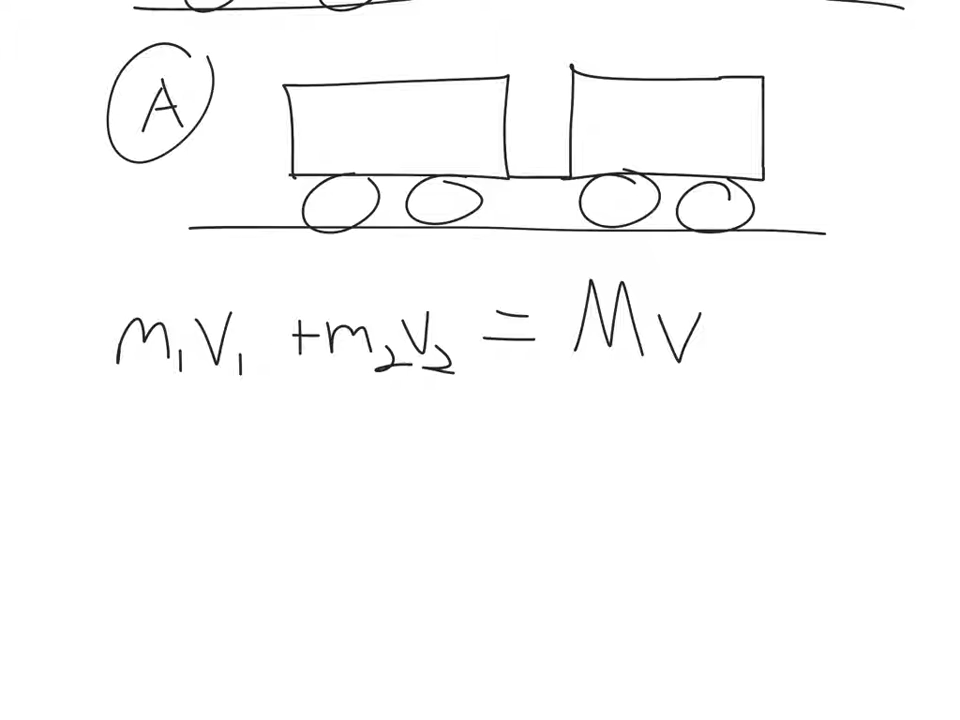 A
m₁v₁ + m₂v₂ = Mv